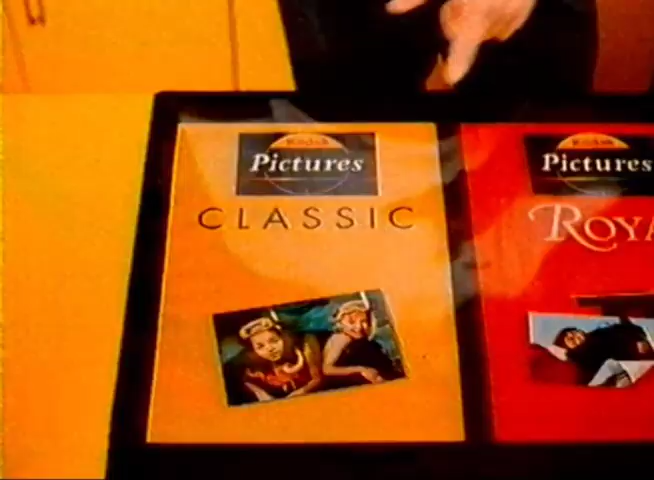 Kodak
Pictures
CLASSIC
Kodak
Pictures
ROYA